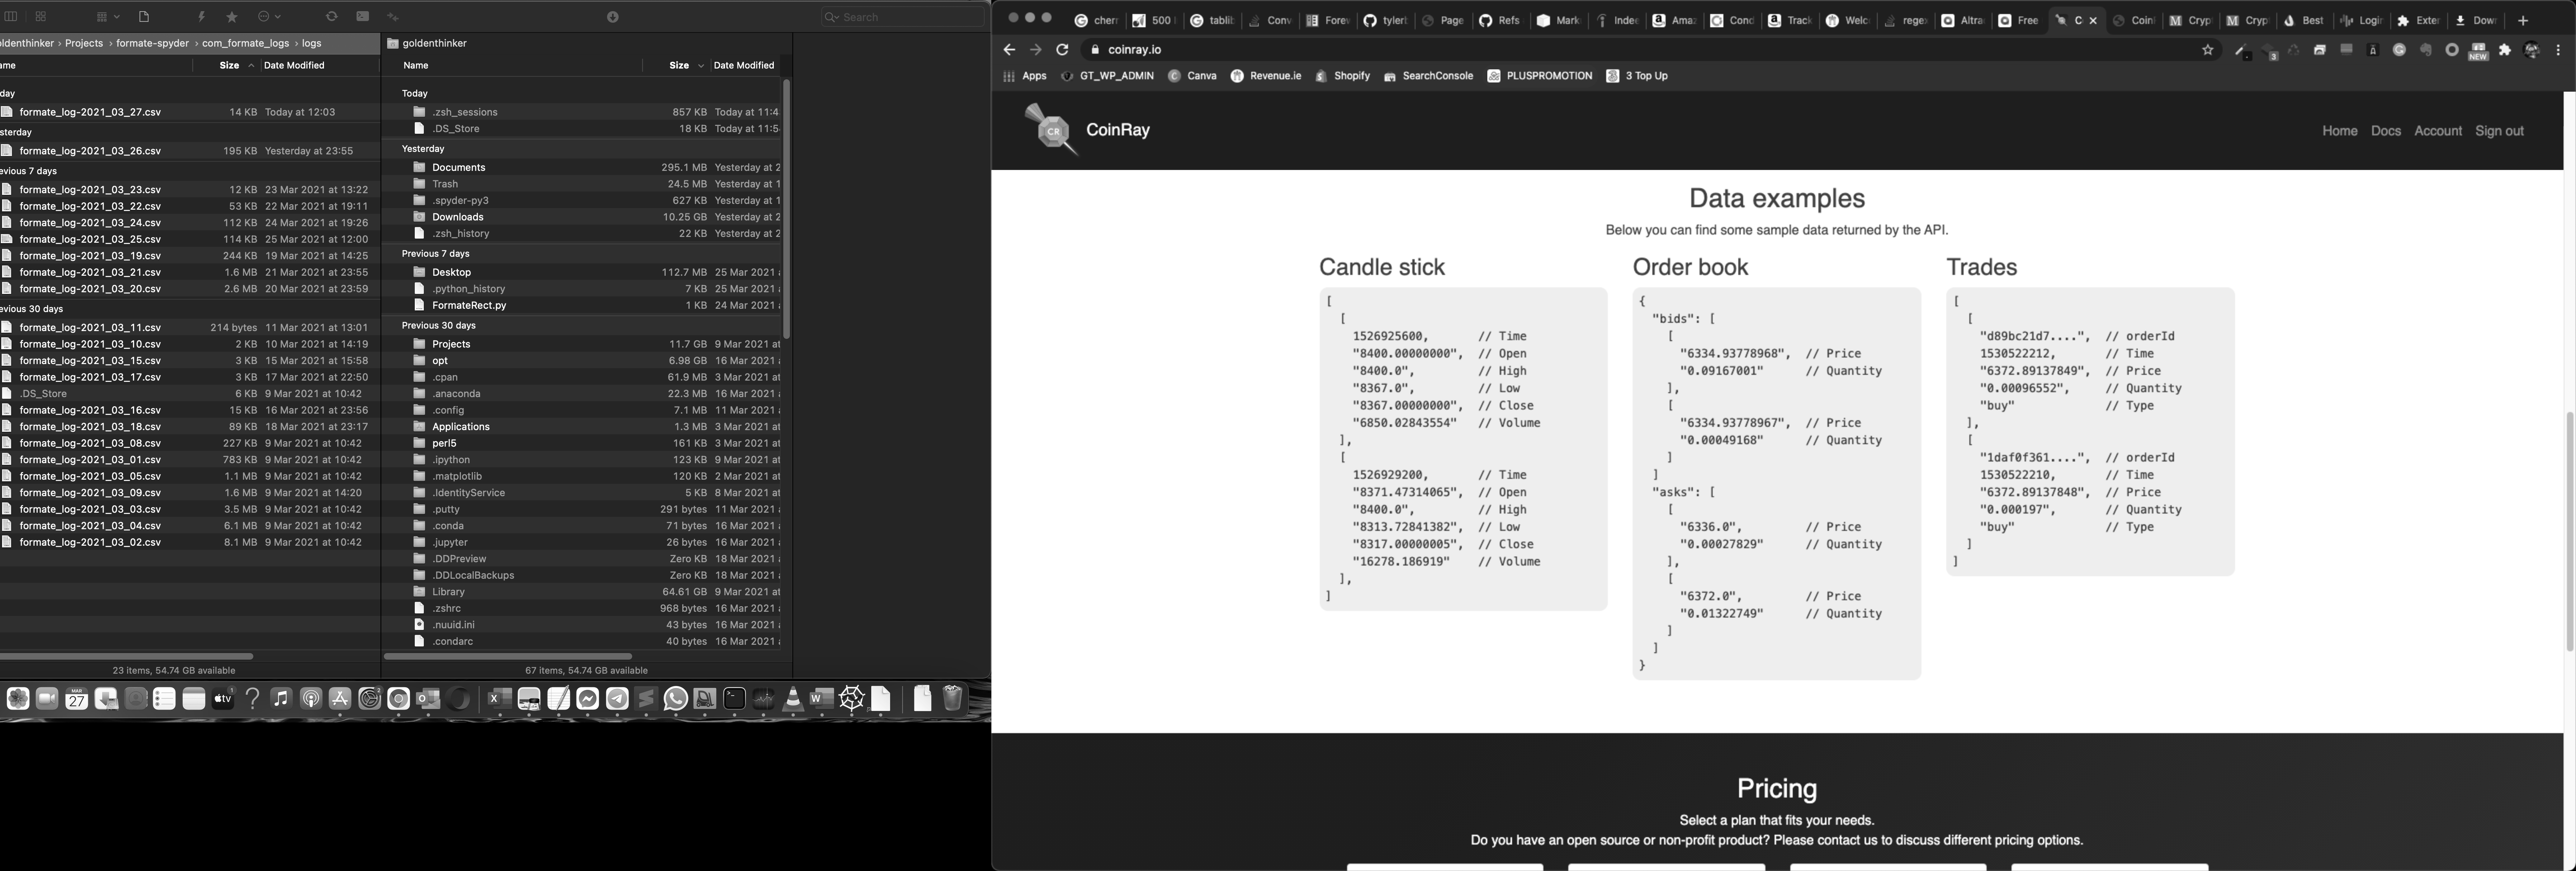 Search
ldenthinker › Projects › formate-spyder › com_formate_logs › logs
ame Size Date Modified
day
formate_log-2021_03_27.csv 14 KB Today at 12:03
sterday
formate_log-2021_03_26.csv 195 KB Yesterday at 23:55
evious 7 days
formate_log-2021_03_23.csv 12 KB 23 Mar 2021 at 13:22
formate_log-2021_03_22.csv 53 KB 22 Mar 2021 at 19:11
formate_log-2021_03_24.csv 112 KB 24 Mar 2021 at 19:26
formate_log-2021_03_25.csv 114 KB 25 Mar 2021 at 12:00
formate_log-2021_03_19.csv 244 KB 19 Mar 2021 at 14:25
formate_log-2021_03_21.csv 1.6 MB 21 Mar 2021 at 23:55
formate_log-2021_03_20.csv 2.6 MB 20 Mar 2021 at 23:59
evious 30 days
formate_log-2021_03_11.csv 214 bytes 11 Mar 2021 at 13:01
formate_log-2021_03_10.csv 2 KB 10 Mar 2021 at 14:19
formate_log-2021_03_15.csv 3 KB 15 Mar 2021 at 15:58
formate_log-2021_03_17.csv 3 KB 17 Mar 2021 at 22:50
.DS_Store 6 KB 9 Mar 2021 at 10:42
formate_log-2021_03_16.csv 15 KB 16 Mar 2021 at 23:56
formate_log-2021_03_18.csv 89 KB 18 Mar 2021 at 23:17
formate_log-2021_03_08.csv 227 KB 9 Mar 2021 at 10:42
formate_log-2021_03_01.csv 783 KB 9 Mar 2021 at 10:42
formate_log-2021_03_05.csv 1.1 MB 9 Mar 2021 at 10:42
formate_log-2021_03_09.csv 1.6 MB 9 Mar 2021 at 14:20
formate_log-2021_03_03.csv 3.5 MB 9 Mar 2021 at 10:42
formate_log-2021_03_04.csv 6.1 MB 9 Mar 2021 at 10:42
formate_log-2021_03_02.csv 8.1 MB 9 Mar 2021 at 10:42
23 items, 54.74 GB available
goldenthinker
Name Size Date Modified
Today
.zsh_sessions 857 KB Today at 11:4
.DS_Store 18 KB Today at 11:5
Yesterday
Documents 295.1 MB Yesterday at 2
Trash 24.5 MB Yesterday at 1
.spyder-py3 627 KB Yesterday at 1
Downloads 10.25 GB Yesterday at 2
.zsh_history 22 KB Yesterday at 2
Previous 7 days
Desktop 112.7 MB 25 Mar 2021
.python_history 7 KB 25 Mar 2021
FormateRect.py 1 KB 24 Mar 2021
Previous 30 days
Projects 11.7 GB 9 Mar 2021 at
opt 6.98 GB 16 Mar 2021
.cpan 61.9 MB 3 Mar 2021 at
.anaconda 22.3 MB 16 Mar 2021
.config 7.1 MB 11 Mar 2021
Applications 1.3 MB 3 Mar 2021 at
perl5 161 KB 3 Mar 2021 at
.ipython 123 KB 9 Mar 2021 at
.matplotlib 120 KB 2 Mar 2021 at
.IdentityService 5 KB 8 Mar 2021 at
.putty 291 bytes 11 Mar 2021
.conda 71 bytes 16 Mar 2021
.jupyter 26 bytes 16 Mar 2021
.DDPreview Zero KB 18 Mar 2021
.DDLocalBackups Zero KB 18 Mar 2021
Library 64.61 GB 9 Mar 2021 at
.zshrc 968 bytes 16 Mar 2021
.nuuid.ini 43 bytes 16 Mar 2021
.condarc 40 bytes 16 Mar 2021
67 items, 54.74 GB available
MAR
27
tv
cherr 500 tablib Conv Forev tylerb Page Refs Mark Indee Amaz Cond Track Welc regex Altra Free C Coin Cryp Cryp Best Login Exter Dow
coinray.io
3 NEW
Apps GT_WP_ADMIN Canva Revenue.ie Shopify SearchConsole PLUSPROMOTION 3 Top Up
CR CoinRay Home Docs Account Sign out
Data examples
Below you can find some sample data returned by the API.
Candle stick
[
[
1526925600, // Time
"8400.00000000", // Open
"8400.0", // High
"8367.0", // Low
"8367.00000000", // Close
"6850.02843554" // Volume
],
[
1526929200, // Time
"8371.47314065", // Open
"8400.0", // High
"8313.72841382", // Low
"8317.00000005", // Close
"16278.186919" // Volume
],
]
Order book
{
"bids": [
[
"6334.93778968", // Price
"0.09167001" // Quantity
],
[
"6334.93778967", // Price
"0.00049168" // Quantity
]
]
"asks": [
[
"6336.0", // Price
"0.00027829" // Quantity
],
[
"6372.0", // Price
"0.01322749" // Quantity
]
]
}
Trades
[
[
"d89bc21d7....", // orderId
1530522212, // Time
"6372.89137849", // Price
"0.00096552", // Quantity
"buy" // Type
],
[
"1daf0f361....", // orderId
1530522210, // Time
"6372.89137848", // Price
"0.000197", // Quantity
"buy" // Type
]
]
Pricing
Select a plan that fits your needs.
Do you have an open source or non-profit product? Please contact us to discuss different pricing options.